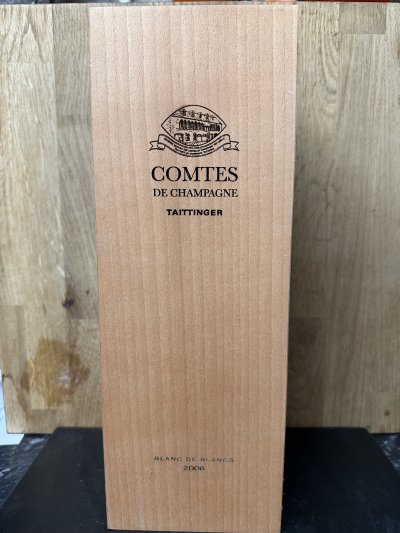 COMTES
DE CHAMPAGNE
TAITTINGER
BLANC DE BLANCS
2006